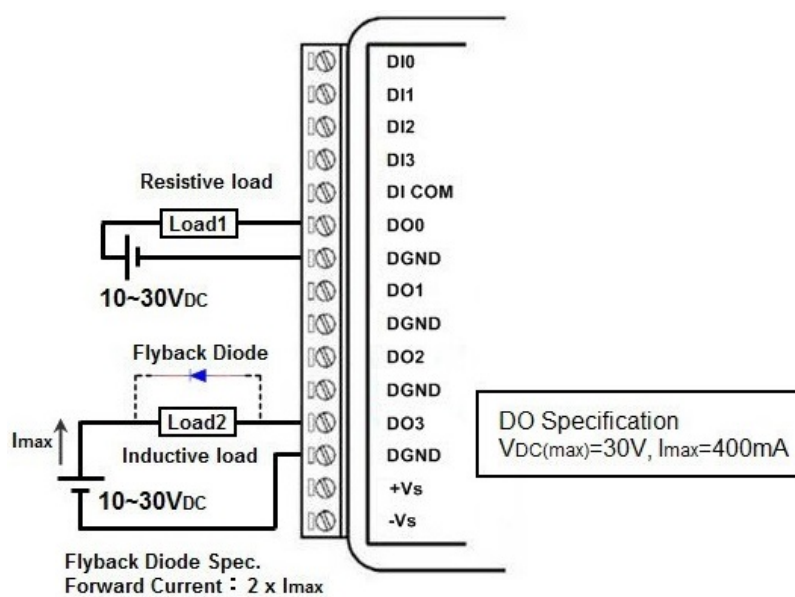 DI0
DI1
DI2
DI3
DI COM
DO0
DGND
DO1
DGND
DO2
DGND
DO3
DGND
+Vs
-Vs
Resistive load
Load1
10~30VDC
Flyback Diode
Load2
Imax
Inductive load
10~30VDC
Flyback Diode Spec.
Forward Current : 2 x Imax
DO Specification
VDC(max)=30V, Imax=400mA